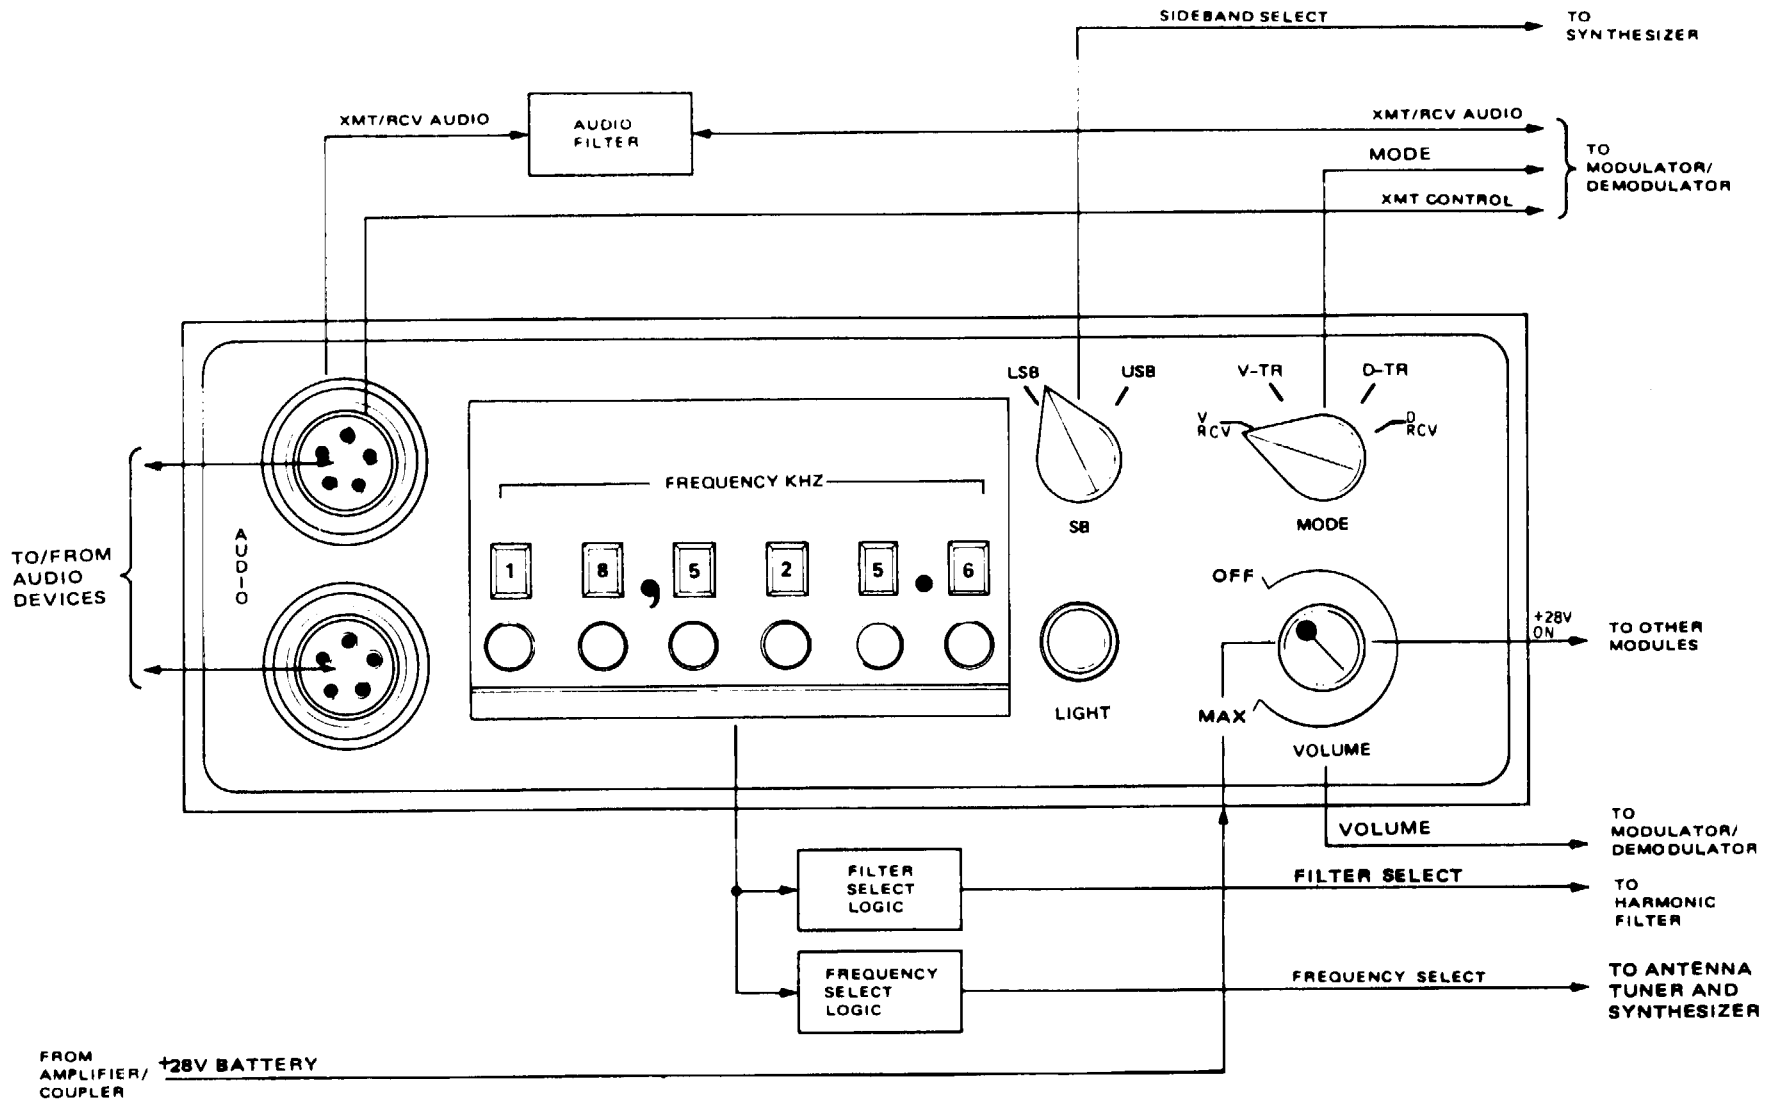 SIDEBAND SELECT
TO
SYNTHESIZER
XMT/RCV AUDIO
AUDIO
FILTER
XMT/RCV AUDIO
MODE
XMT CONTROL
TO
MODULATOR/
DEMODULATOR
LSB
USB
V-TR
D-TR
V
RCV
D
RCV
FREQUENCY KHZ
SB
MODE
TO/FROM
AUDIO
DEVICES
AUDIO
1 8 , 5 2 5 . 6
OFF
+28V
ON
TO OTHER
MODULES
LIGHT
MAX
VOLUME
VOLUME
TO
MODULATOR/
DEMODULATOR
FILTER
SELECT
LOGIC
FILTER SELECT
TO
HARMONIC
FILTER
FREQUENCY
SELECT
LOGIC
FREQUENCY SELECT
TO ANTENNA
TUNER AND
SYNTHESIZER
FROM
AMPLIFIER/
COUPLER
+28V BATTERY